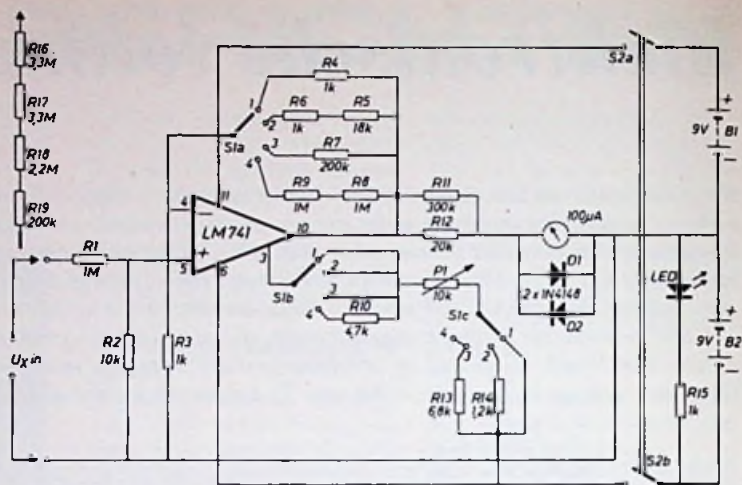 R16
3,3M
R17
3,3M
R18
2,2M
R19
200k
R1
1M
Ux in
R2
10k
R3
1k
S1a
1
2
3
4
R4
1k
R6
1k
R5
18k
R7
200k
R9
1M
R8
1M
4
11
LM741
5
6
3
10
R11
300k
R12
20k
100µA
S1b
1
2
3
4
R10
4,7k
P1
10k
S1c
4
3
2
1
R13
6,8k
R14
1,2k
D1
2 x 1N4148
D2
LED
R15
1k
S2a
S2b
+
9V B1
−
+
9V B2
−